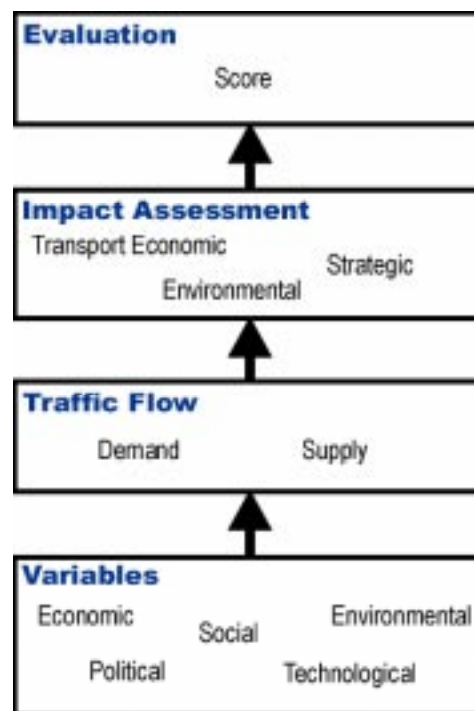 Evaluation
Score
Impact Assessment
Transport Economic
Strategic
Environmental
Traffic Flow
Demand Supply
Variables
Economic Environmental
Social
Political Technological